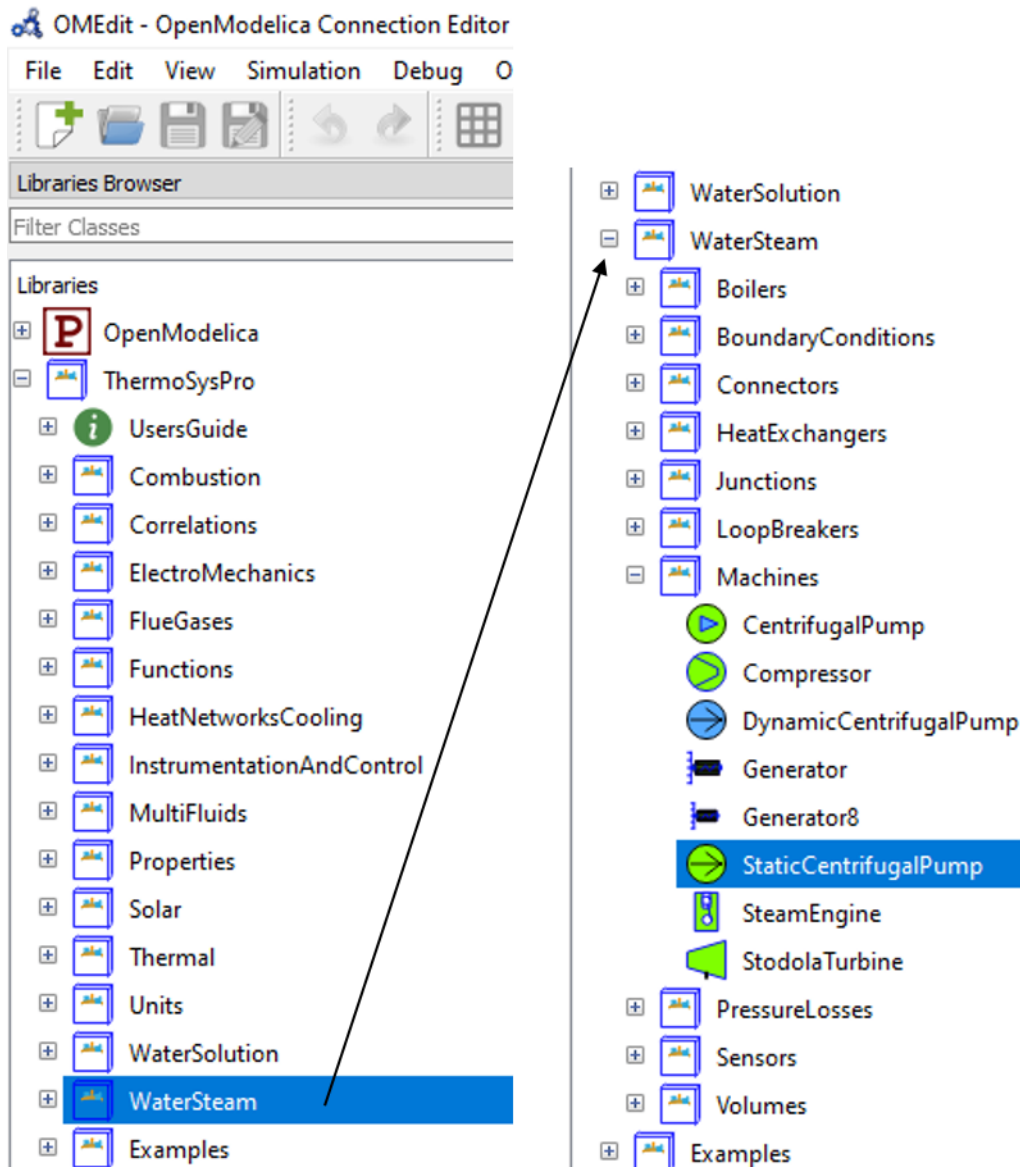 OMEdit - OpenModelica Connection Editor
File Edit View Simulation Debug O
Libraries Browser
Filter Classes
Libraries
P OpenModelica
ThermoSysPro
i UsersGuide
Combustion
Correlations
ElectroMechanics
FlueGases
Functions
HeatNetworksCooling
InstrumentationAndControl
MultiFluids
Properties
Solar
Thermal
Units
WaterSolution
WaterSteam
Examples
WaterSolution
WaterSteam
Boilers
BoundaryConditions
Connectors
HeatExchangers
Junctions
LoopBreakers
Machines
CentrifugalPump
Compressor
DynamicCentrifugalPump
Generator
Generator8
StaticCentrifugalPump
SteamEngine
StodolaTurbine
PressureLosses
Sensors
Volumes
Examples